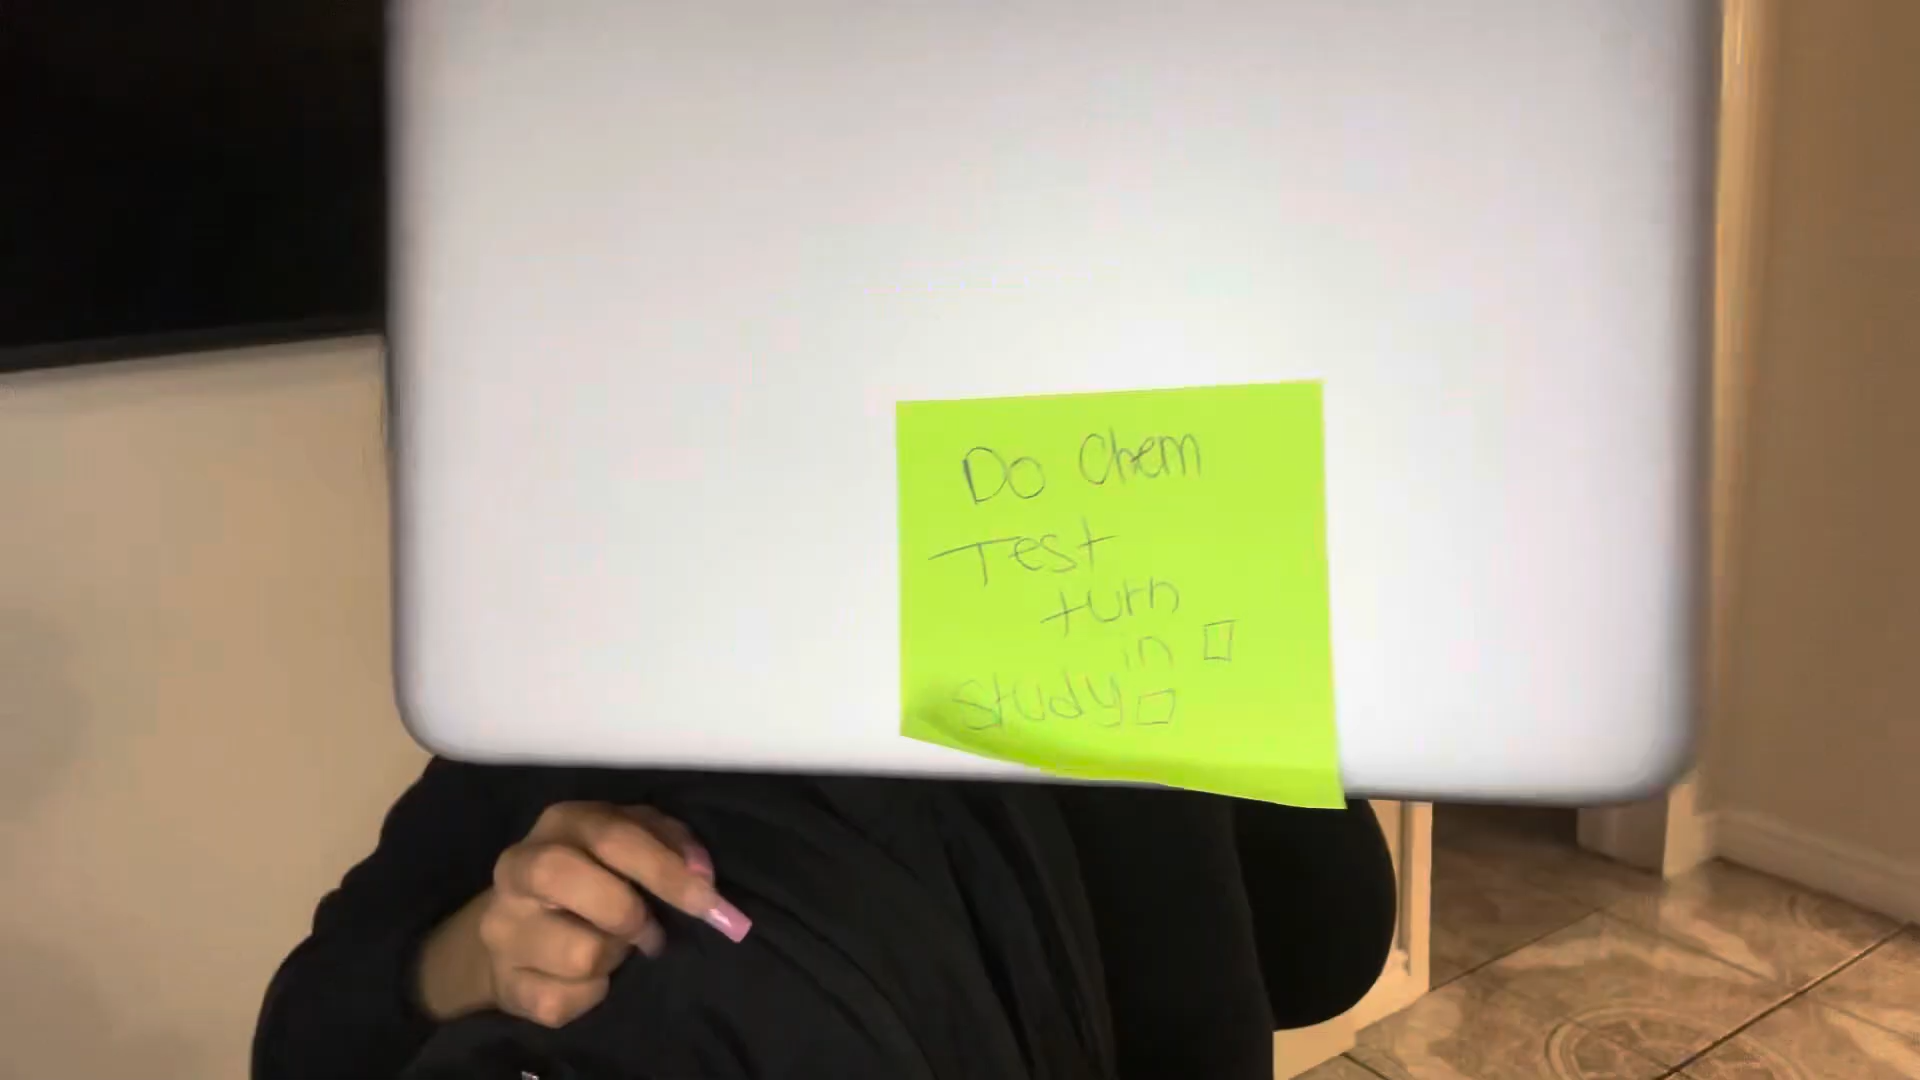 Do Chem
Test
turn
in ☐
study ☐